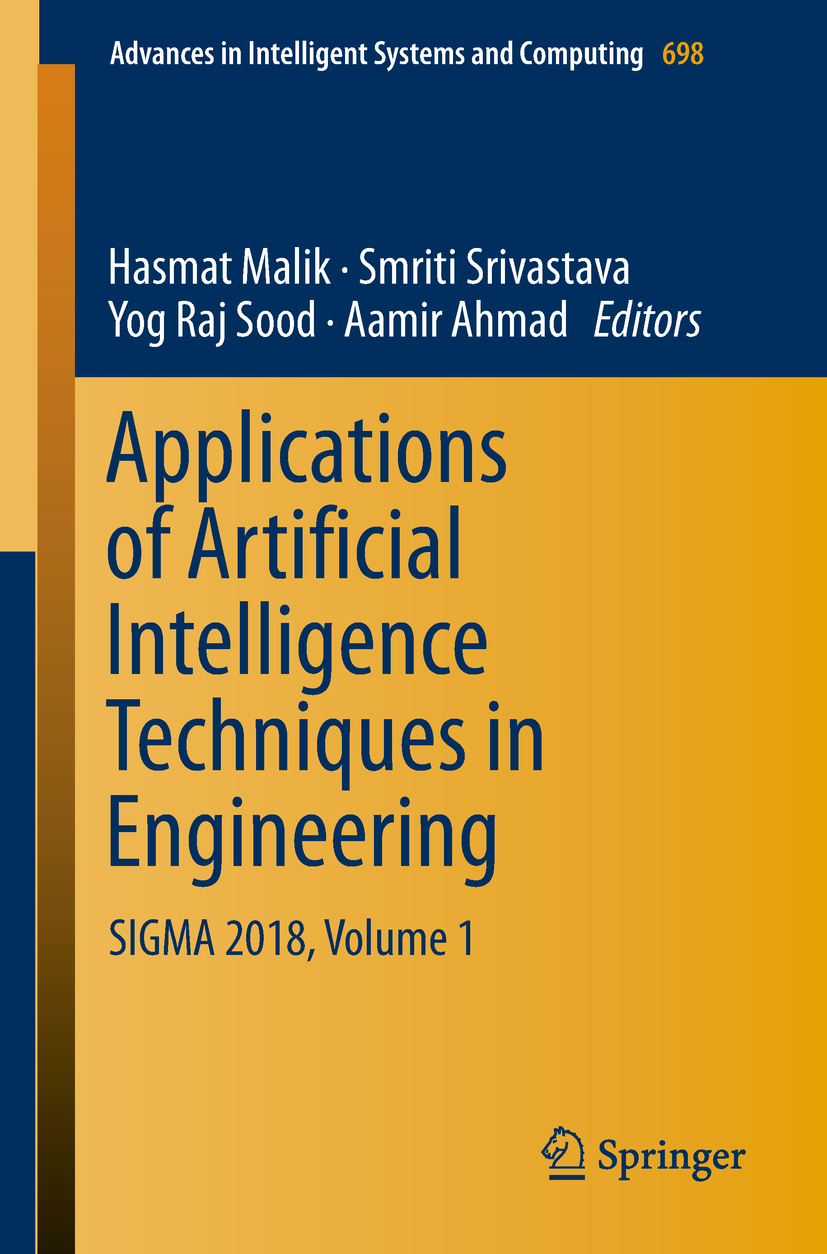 Advances in Intelligent Systems and Computing 698
Hasmat Malik · Smriti Srivastava
Yog Raj Sood · Aamir Ahmad Editors
Applications
of Artificial
Intelligence
Techniques in
Engineering
SIGMA 2018, Volume 1
Springer